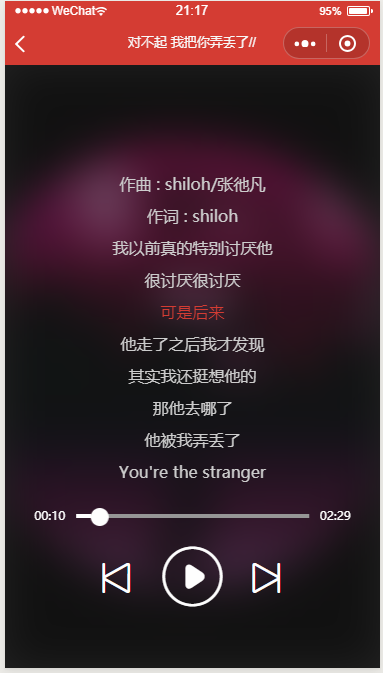 WeChat 21:17 95%
对不起 我把你弄丢了//
作曲 : shiloh/张彵凡
作词 : shiloh
我以前真的特别讨厌他
很讨厌很讨厌
可是后来
他走了之后我才发现
其实我还挺想他的
那他去哪了
他被我弄丢了
You're the stranger
00:10 02:29